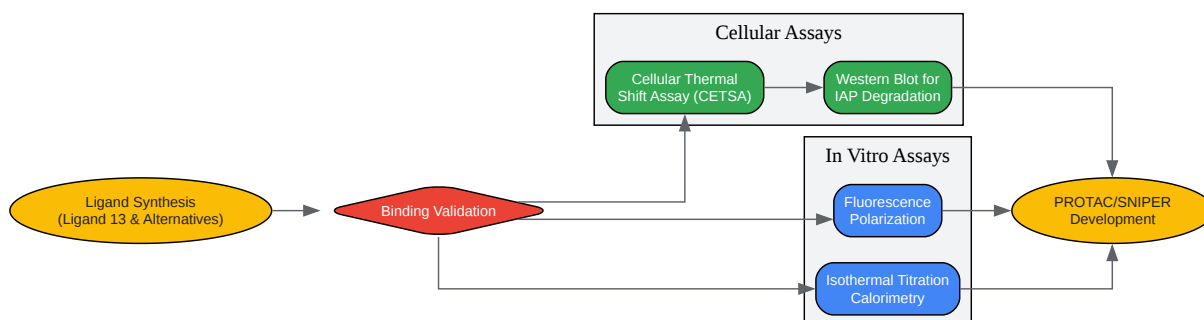 Cellular Assays
Cellular Thermal
Shift Assay (CETSA)
Western Blot for
IAP Degradation
In Vitro Assays
Ligand Synthesis
(Ligand 13 & Alternatives)
Binding Validation
Fluorescence
Polarization
PROTAC/SNIPER
Development
Isothermal Titration
Calorimetry